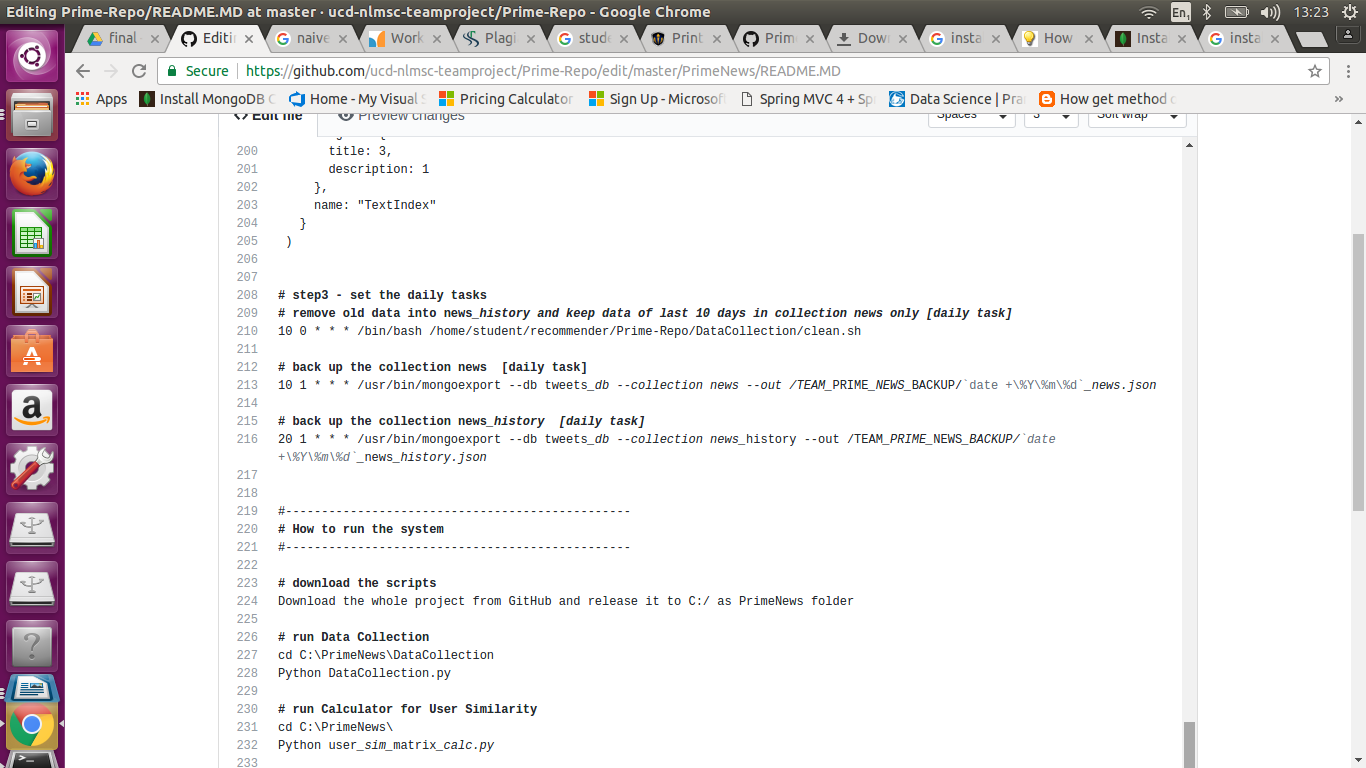 Editing Prime-Repo/README.MD at master · ucd-nlmsc-teamproject/Prime-Repo - Google Chrome
En 13:23
final Editi naive Work Plagi stude Print Prim Dow insta How Insta insta
Secure https://github.com/ucd-nlmsc-teamproject/Prime-Repo/edit/master/PrimeNews/README.MD
Apps Install MongoDB C Home - My Visual S Pricing Calculator Sign Up - Microsof Spring MVC 4 + Sp Data Science | Pra How get method c »
<> Edit file Preview changes Spaces 3 Soft wrap
200 title: 3,
201 description: 1
202 },
203 name: "TextIndex"
204 }
205 )
206
207
208 # step3 - set the daily tasks
209 # remove old data into news_history and keep data of last 10 days in collection news only [daily task]
210 10 0 * * * /bin/bash /home/student/recommender/Prime-Repo/DataCollection/clean.sh
211
212 # back up the collection news  [daily task]
213 10 1 * * * /usr/bin/mongoexport --db tweets_db --collection news --out /TEAM_PRIME_NEWS_BACKUP/`date +\%Y\%m\%d`_news.json
214
215 # back up the collection news_history  [daily task]
216 20 1 * * * /usr/bin/mongoexport --db tweets_db --collection news_history --out /TEAM_PRIME_NEWS_BACKUP/`date
+\%Y\%m\%d`_news_history.json
217
218
219 #------------------------------------------------
220 # How to run the system
221 #------------------------------------------------
222
223 # download the scripts
224 Download the whole project from GitHub and release it to C:/ as PrimeNews folder
225
226 # run Data Collection
227 cd C:\PrimeNews\DataCollection
228 Python DataCollection.py
229
230 # run Calculator for User Similarity
231 cd C:\PrimeNews\
232 Python user_sim_matrix_calc.py
233